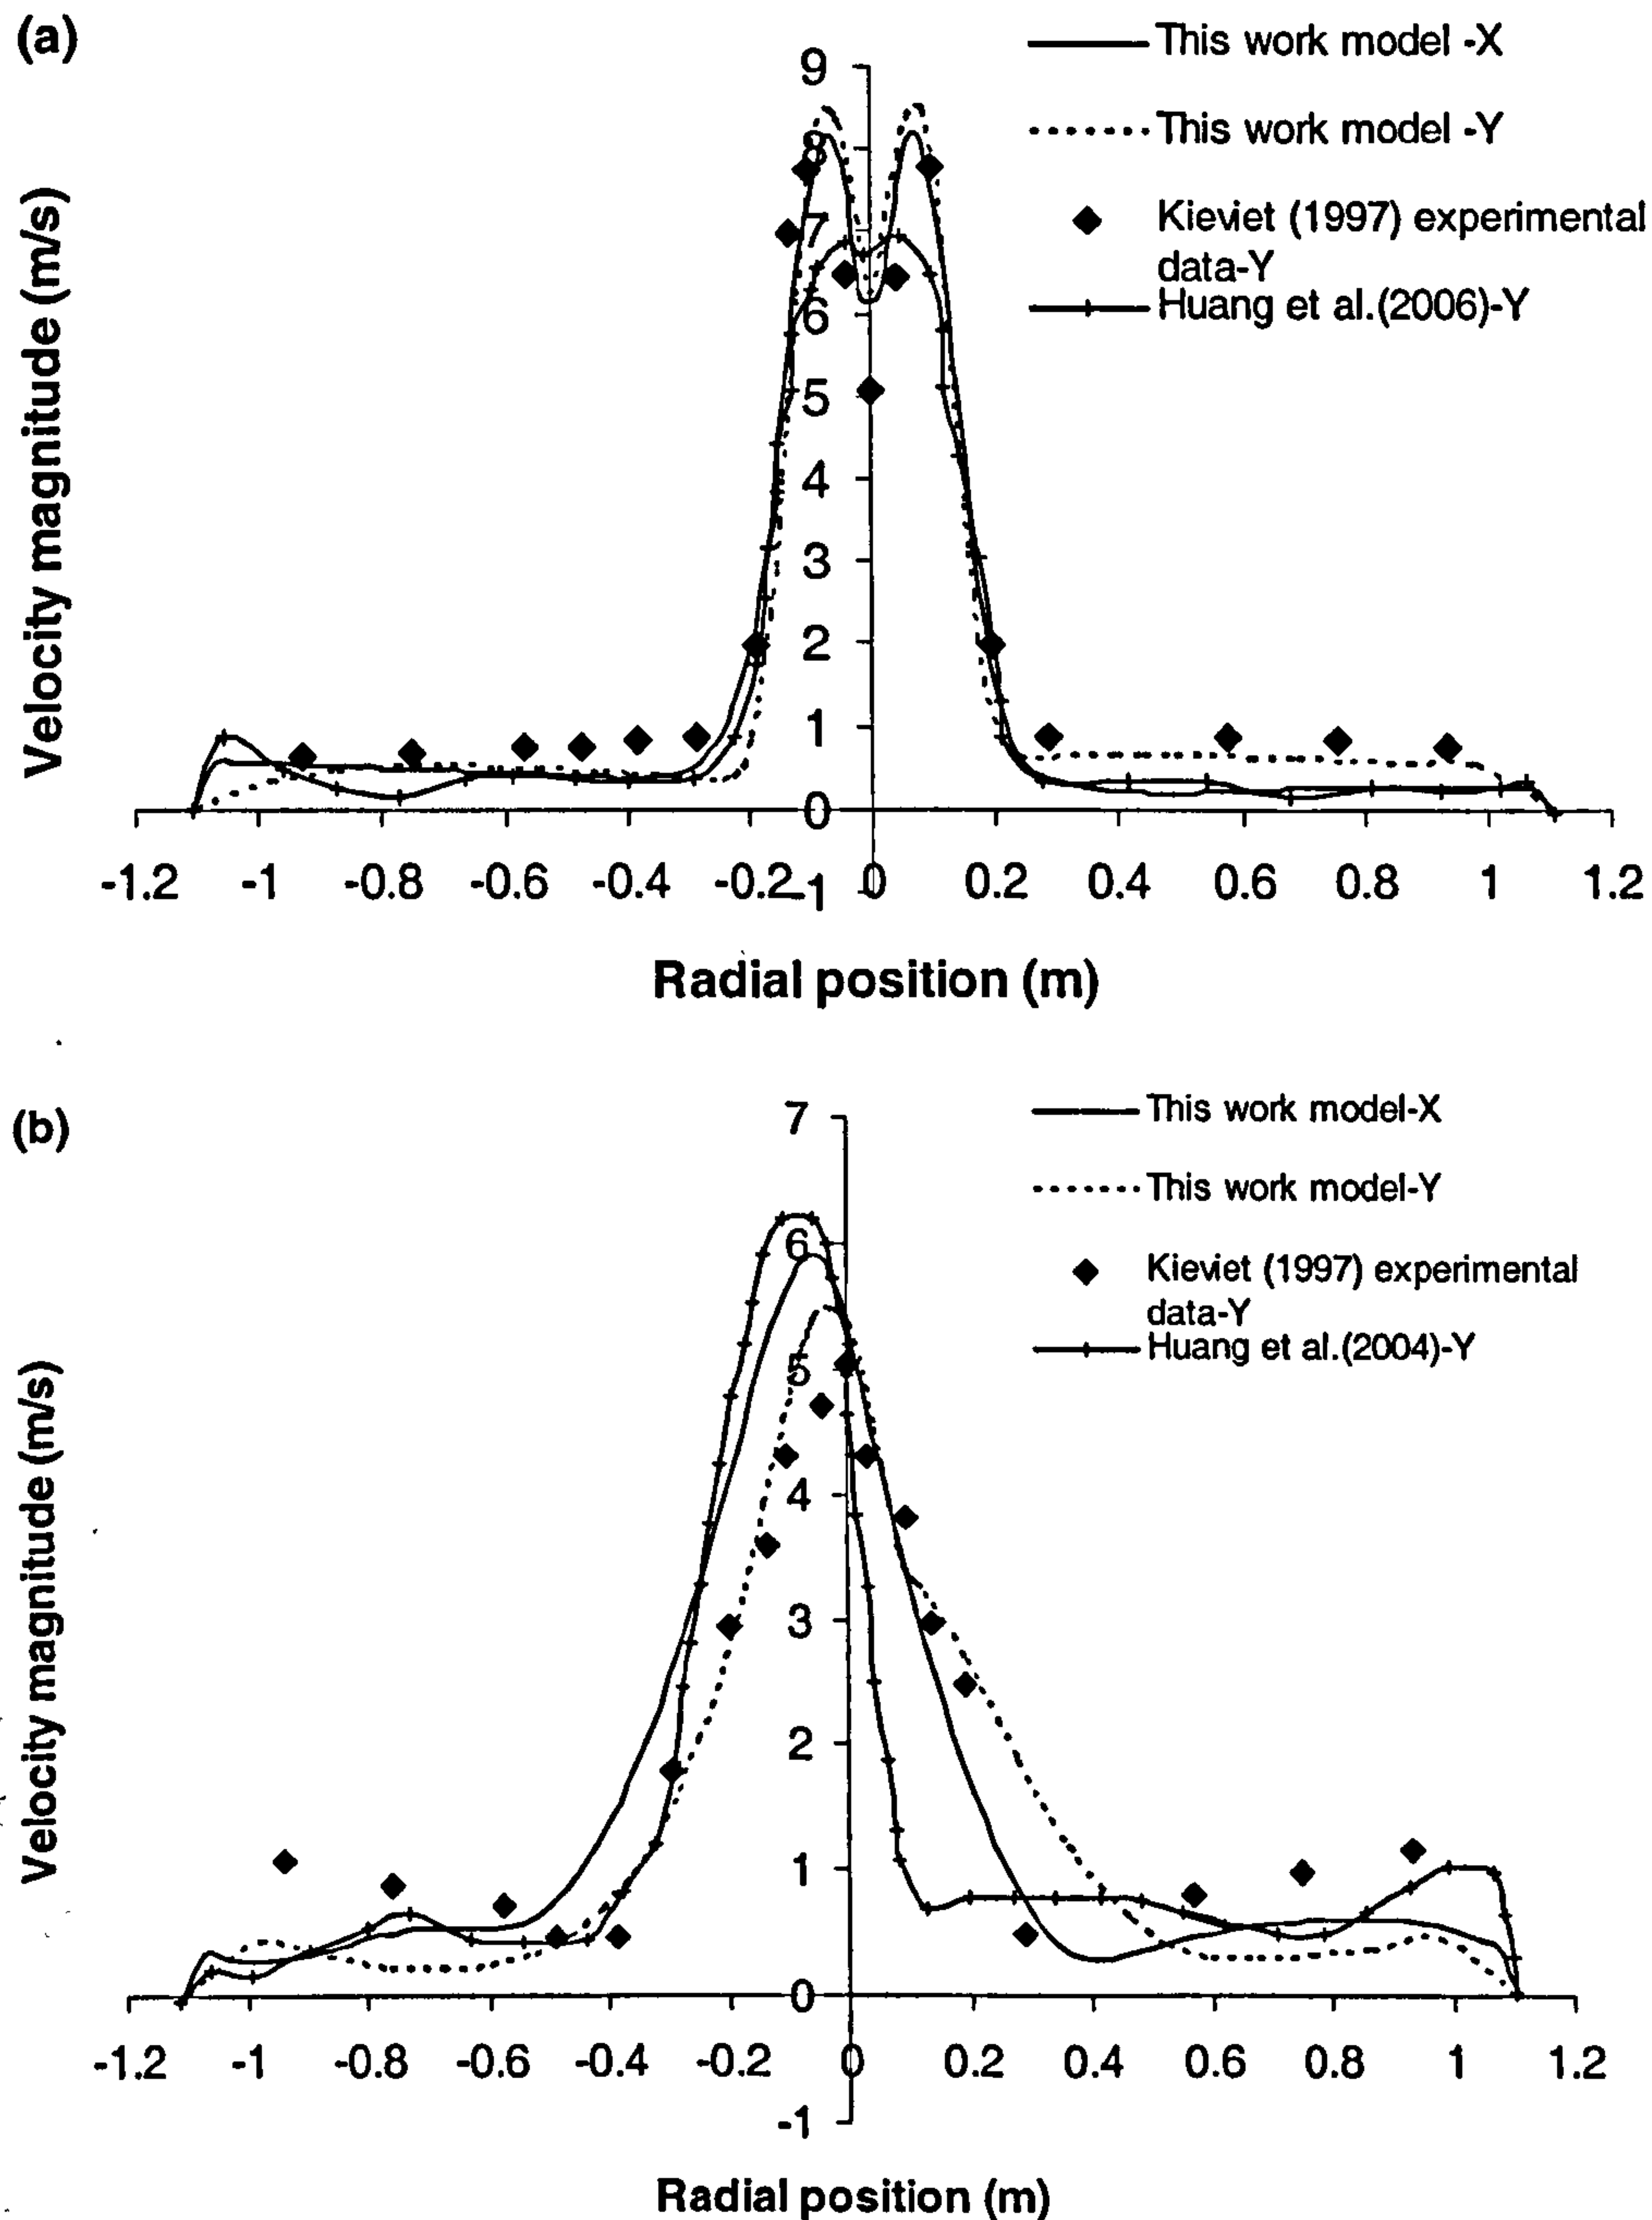 (a)
This work model -X
This work model -Y
Kieviet (1997) experimental
data-Y
Huang et al.(2006)-Y
Velocity magnitude (m/s)
9
8
7
6
5
4
3
2
1
0
-1
-1.2 -1 -0.8 -0.6 -0.4 -0.2 0 0.2 0.4 0.6 0.8 1 1.2
Radial position (m)
(b)
This work model-X
This work model-Y
Kieviet (1997) experimental
data-Y
Huang et al.(2004)-Y
Velocity magnitude (m/s)
7
6
5
4
3
2
1
0
-1.2 -1 -0.8 -0.6 -0.4 -0.2 0 0.2 0.4 0.6 0.8 1 1.2
-1
Radial position (m)